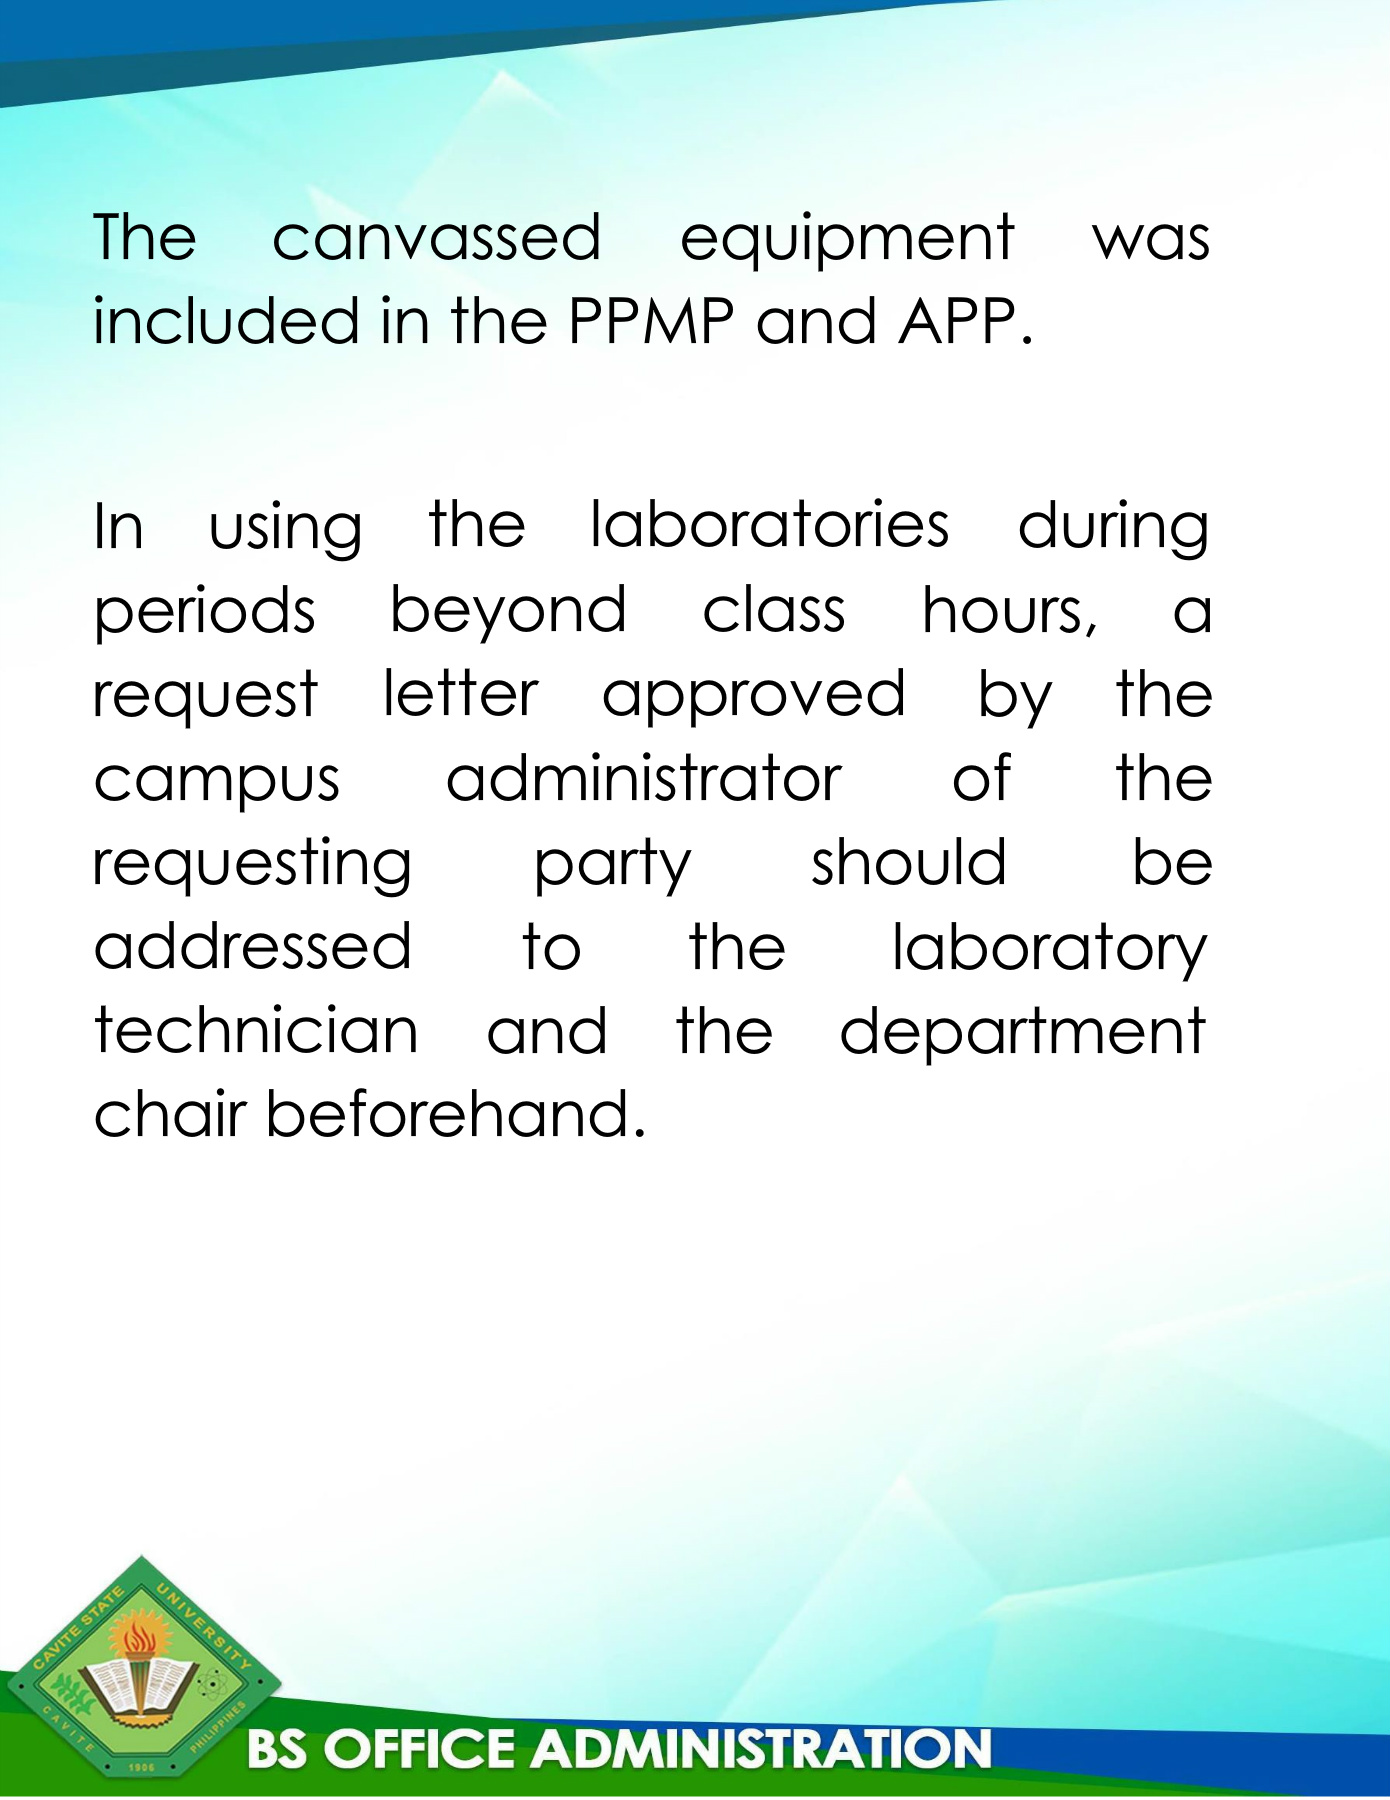 The canvassed equipment was
included in the PPMP and APP.
In using the laboratories during
periods beyond class hours, a
request letter approved by the
campus administrator of the
requesting party should be
addressed to the laboratory
technician and the department
chair beforehand.
CAVITE STATE UNIVERSITY
CAVITE PHILIPPINES
1906
BS OFFICE ADMINISTRATION